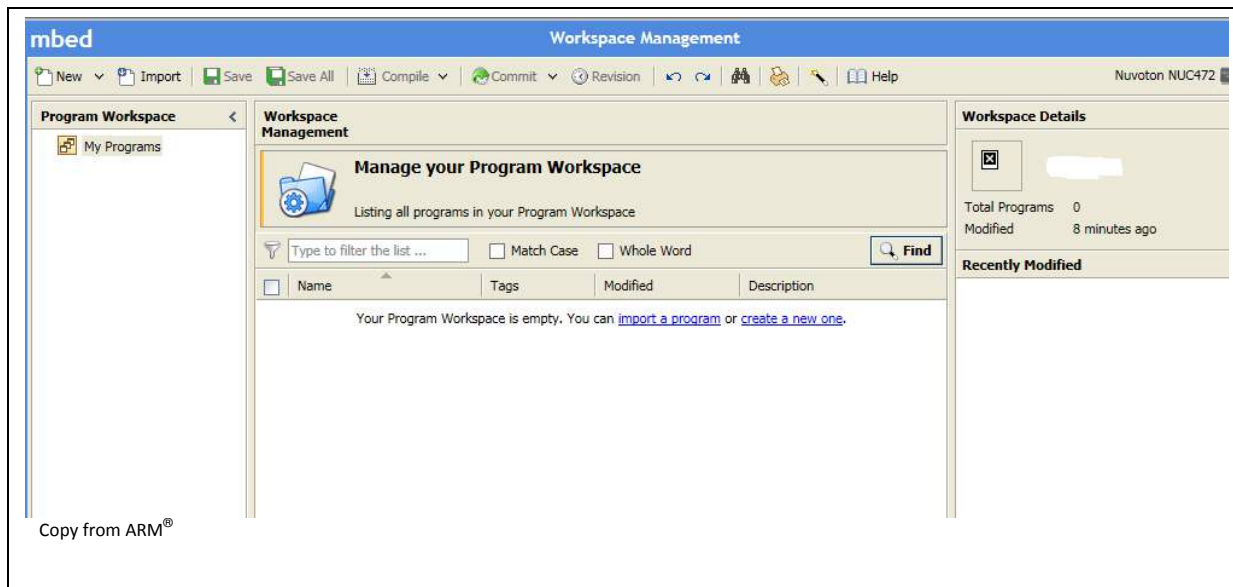 mbed
Workspace Management
New Import Save Save All Compile Commit Revision Help Nuvoton NUC472
Program Workspace <
My Programs
Workspace
Management
Manage your Program Workspace
Listing all programs in your Program Workspace
Type to filter the list ... Match Case Whole Word Find
Name Tags Modified Description
Your Program Workspace is empty. You can import a program or create a new one.
Workspace Details
Total Programs 0
Modified 8 minutes ago
Recently Modified
Copy from ARM®